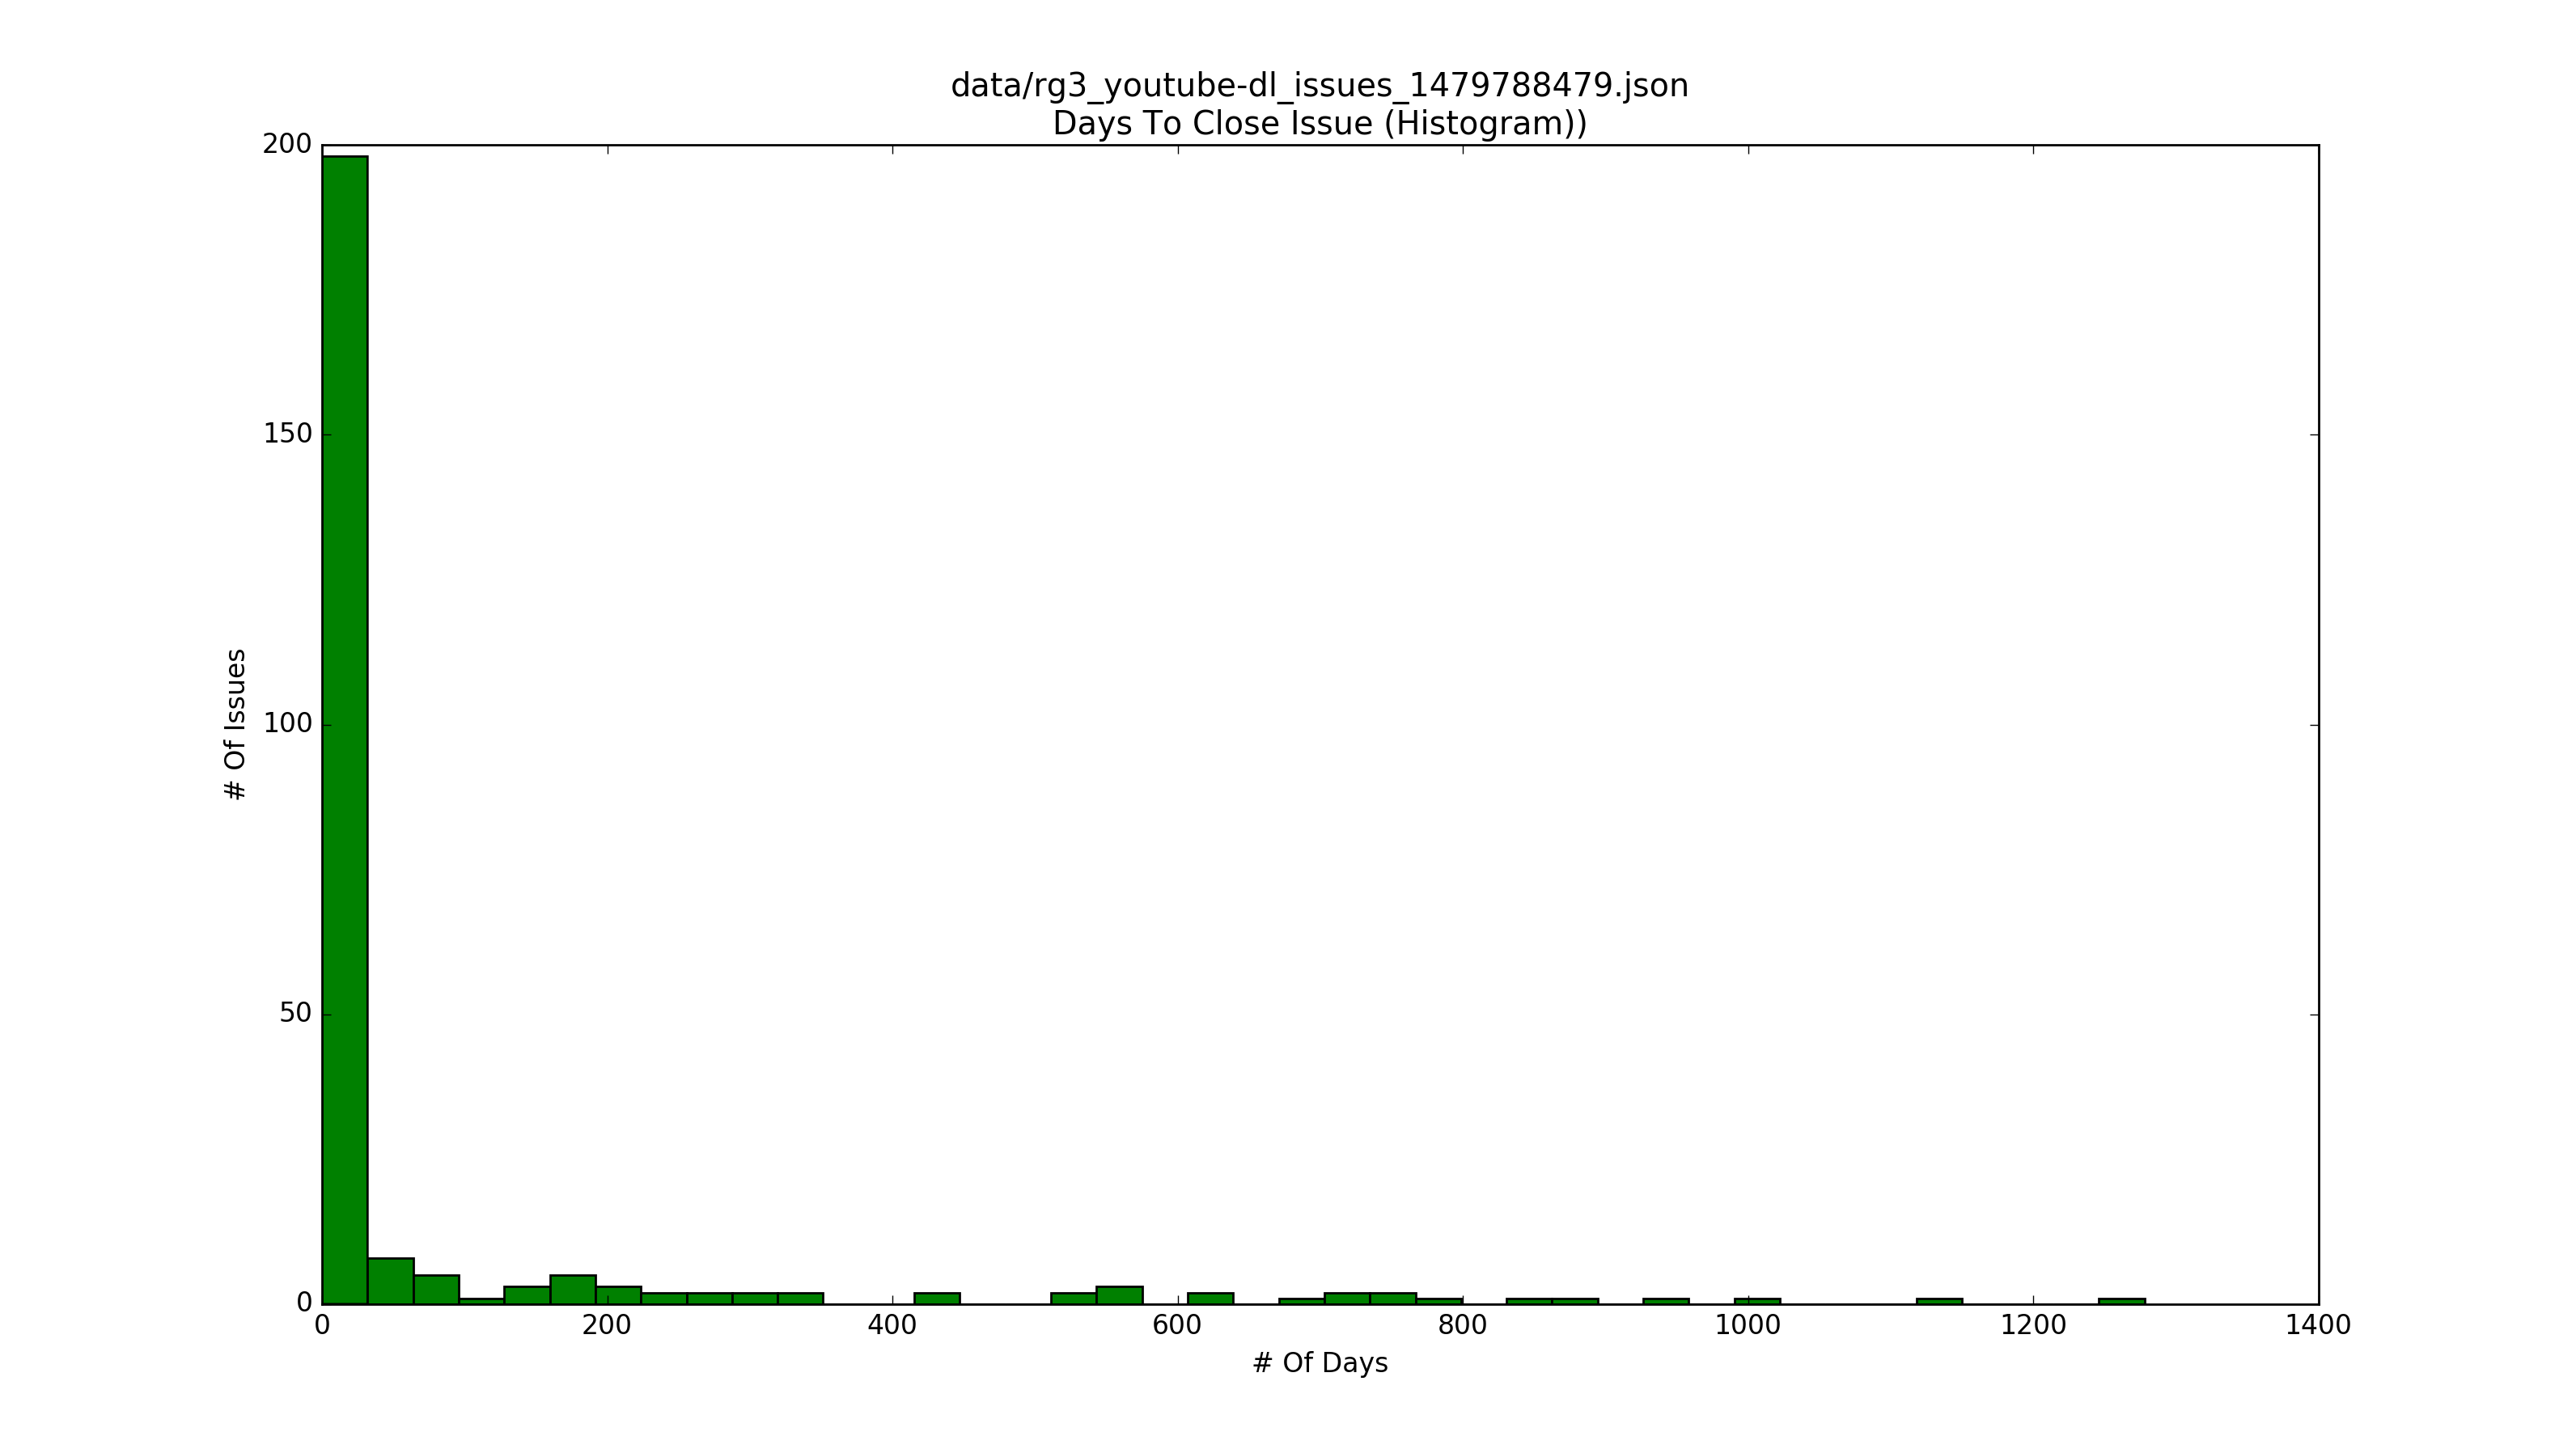 data/rg3_youtube-dl_issues_1479788479.json
Days To Close Issue (Histogram))
200
150
100
50
0
# Of Issues
0 200 400 600 800 1000 1200 1400
# Of Days